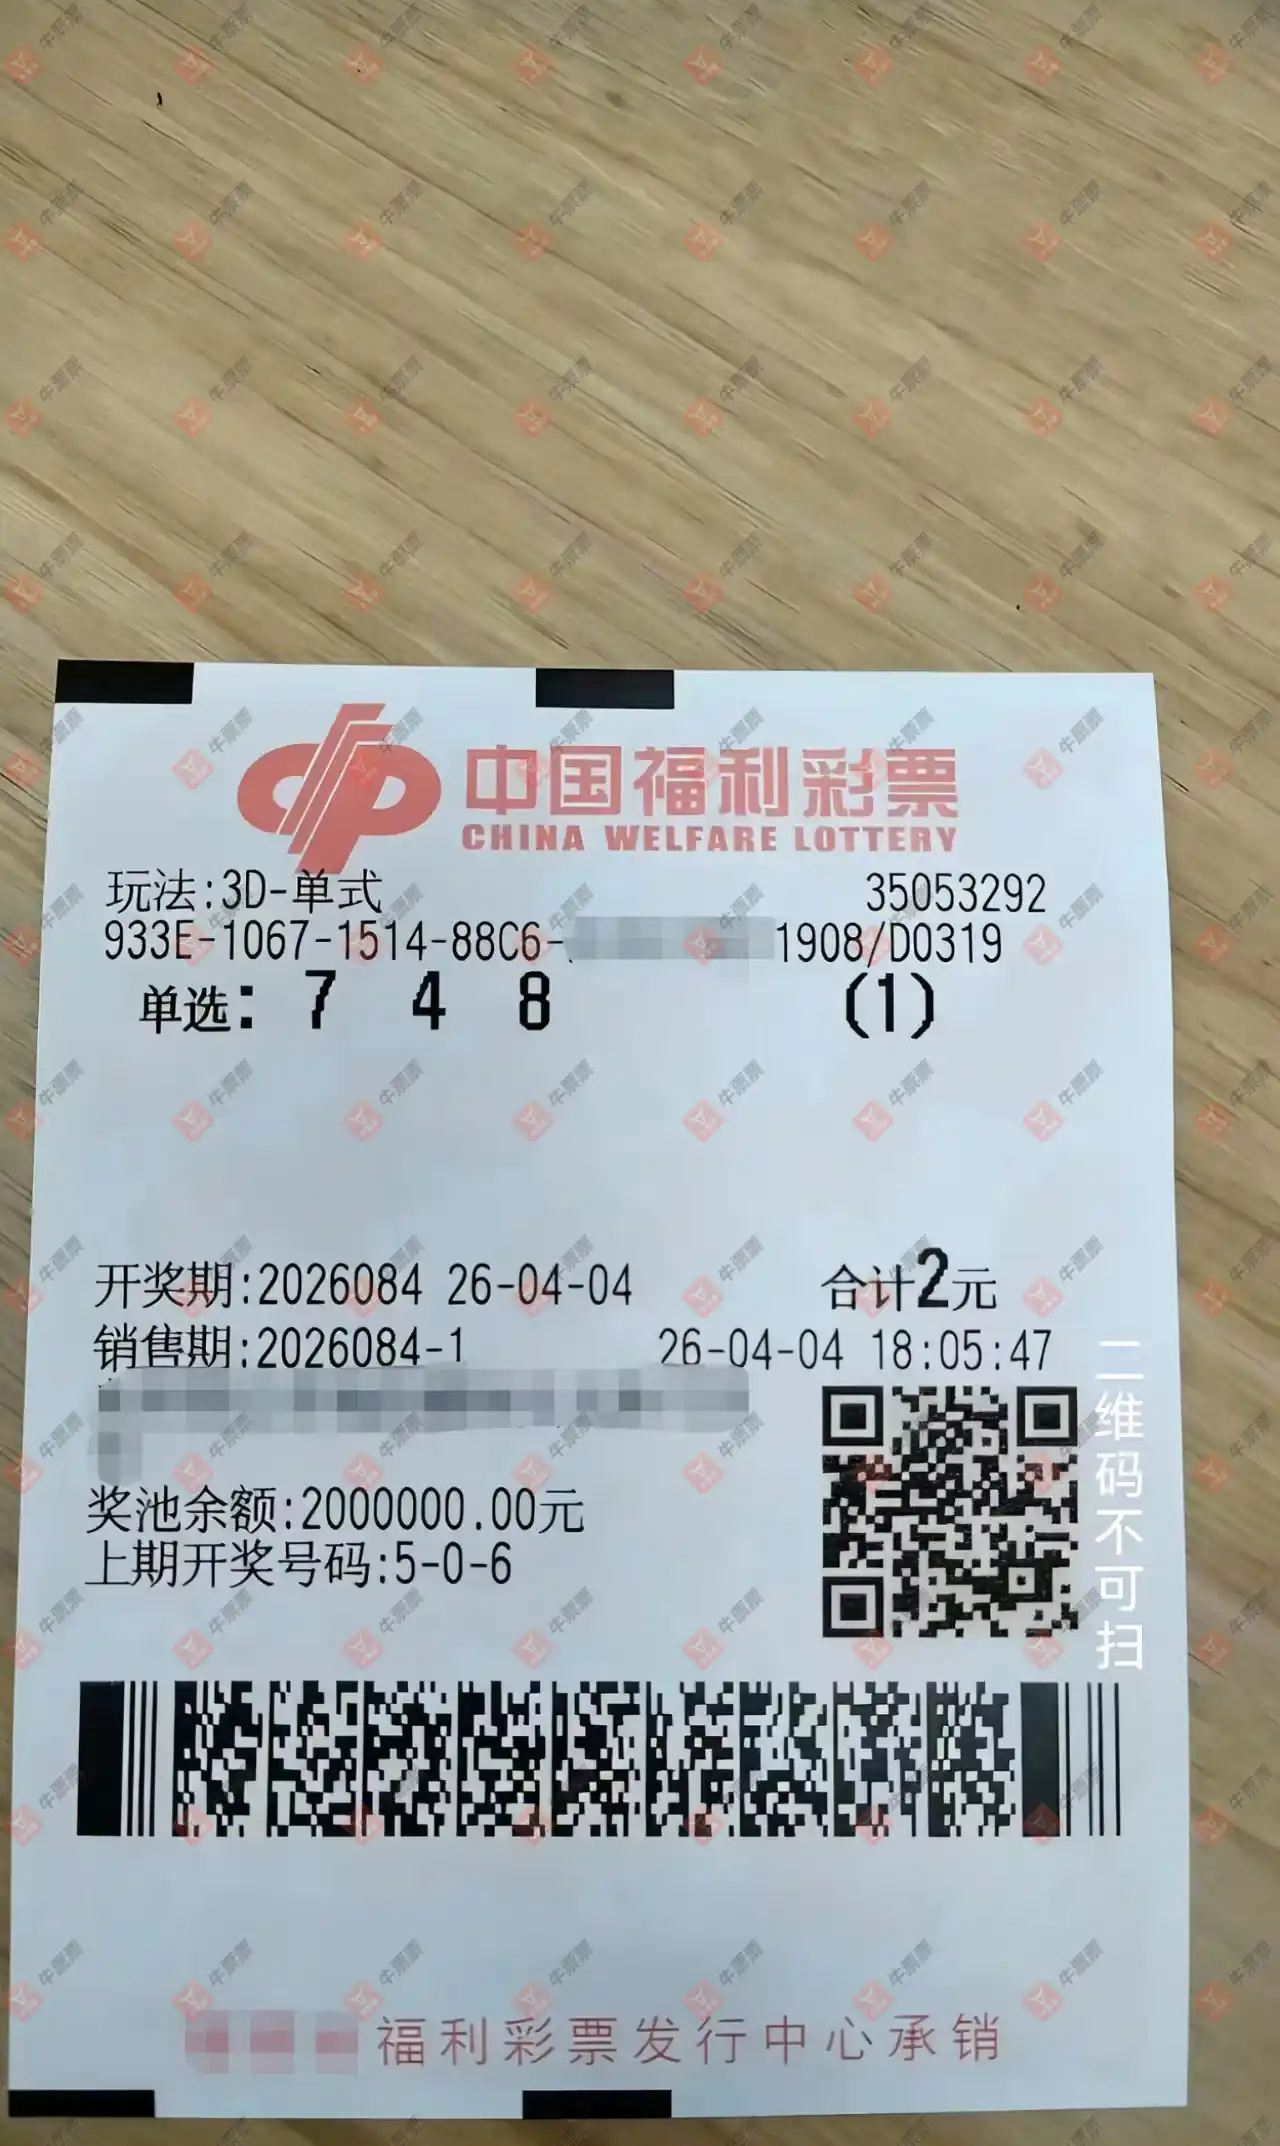 中国福利彩票
CHINA WELFARE LOTTERY
玩法:3D-单式 35053292
933E-1067-1514-88C6- 1908/D0319
单选: 7 4 8 (1)
开奖期:2026084 26-04-04 合计2元
销售期:2026084-1 26-04-04 18:05:47
奖池余额:2000000.00元
上期开奖号码:5-0-6
二维码不可扫
福利彩票发行中心承销
牛票票